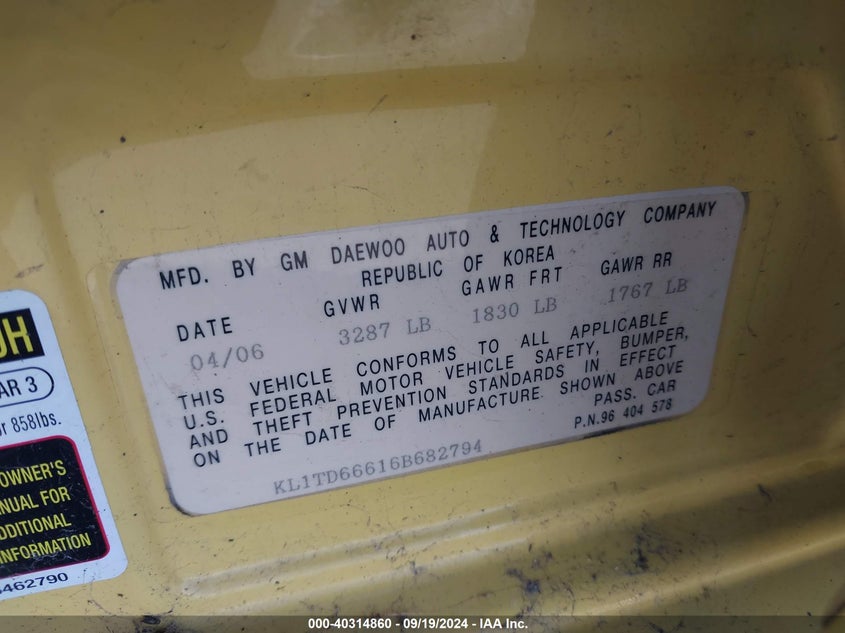 MFD. BY GM DAEWOO AUTO & TECHNOLOGY COMPANY
REPUBLIC OF KOREA
DATE GVWR GAWR FRT GAWR RR
04/06 3287 LB 1830 LB 1767 LB
THIS VEHICLE CONFORMS TO ALL APPLICABLE
U.S. FEDERAL MOTOR VEHICLE SAFETY, BUMPER,
AND THEFT PREVENTION STANDARDS IN EFFECT
ON THE DATE OF MANUFACTURE SHOWN ABOVE
PASS. CAR
P.N.96 404 578
KL1TD66616B682794
AR 3
858lbs.
OWNER'S
ANUAL FOR
DDITIONAL
INFORMATION
462790
000-40314860 - 09/19/2024 - IAA Inc.